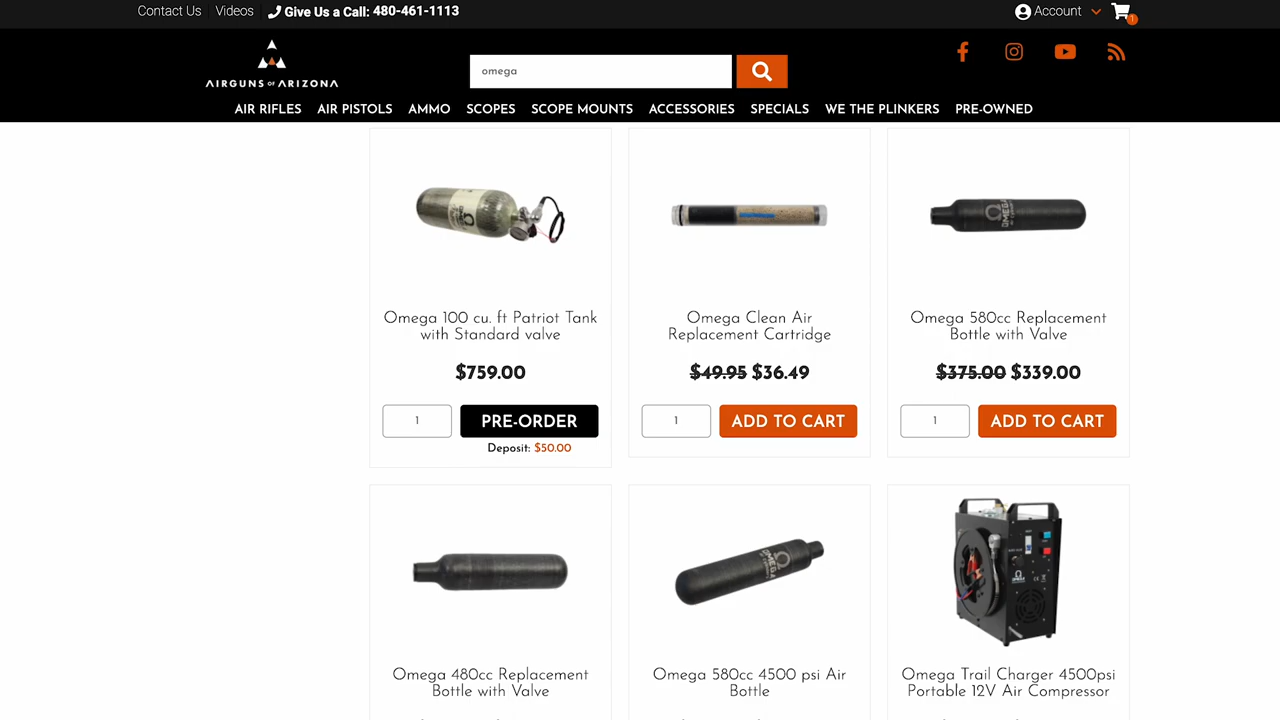 Contact Us
Videos
Give Us a Call: 480-461-1113
Account
1
AIRGUNS OF ARIZONA
omega
AIR RIFLES
AIR PISTOLS
AMMO
SCOPES
SCOPE MOUNTS
ACCESSORIES
SPECIALS
WE THE PLINKERS
PRE-OWNED
Omega 100 cu. ft Patriot Tank
with Standard valve
$759.00
1
PRE-ORDER
Deposit: $50.00
Omega Clean Air
Replacement Cartridge
$49.95 $36.49
1
ADD TO CART
OMEGA
Omega 580cc Replacement
Bottle with Valve
$375.00 $339.00
1
ADD TO CART
Omega 480cc Replacement
Bottle with Valve
OMEGA
Omega 580cc 4500 psi Air
Bottle
OMEGA
Omega Trail Charger 4500psi
Portable 12V Air Compressor